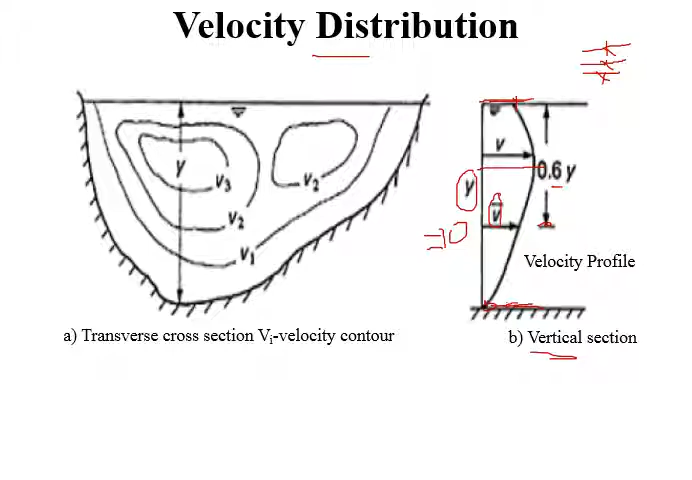 Velocity Distribution
y
V₃
V₂
V₂
V₁
V
0.6 y
y
V̅
Velocity Profile
a) Transverse cross section Vᵢ-velocity contour
b) Vertical section